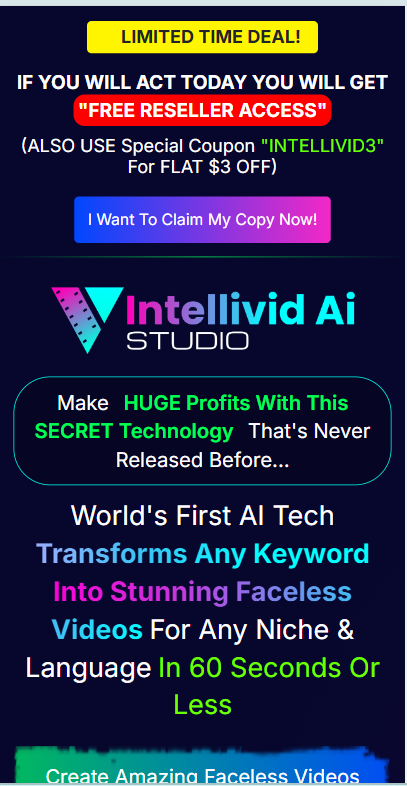 LIMITED TIME DEAL!
IF YOU WILL ACT TODAY YOU WILL GET
"FREE RESELLER ACCESS"
(ALSO USE Special Coupon "INTELLIVID3"
For FLAT $3 OFF)
I Want To Claim My Copy Now!
Intellivid Ai
STUDIO
Make HUGE Profits With This
SECRET Technology That's Never
Released Before...
World's First AI Tech
Transforms Any Keyword
Into Stunning Faceless
Videos For Any Niche &
Language In 60 Seconds Or
Less
Create Amazing Faceless Videos